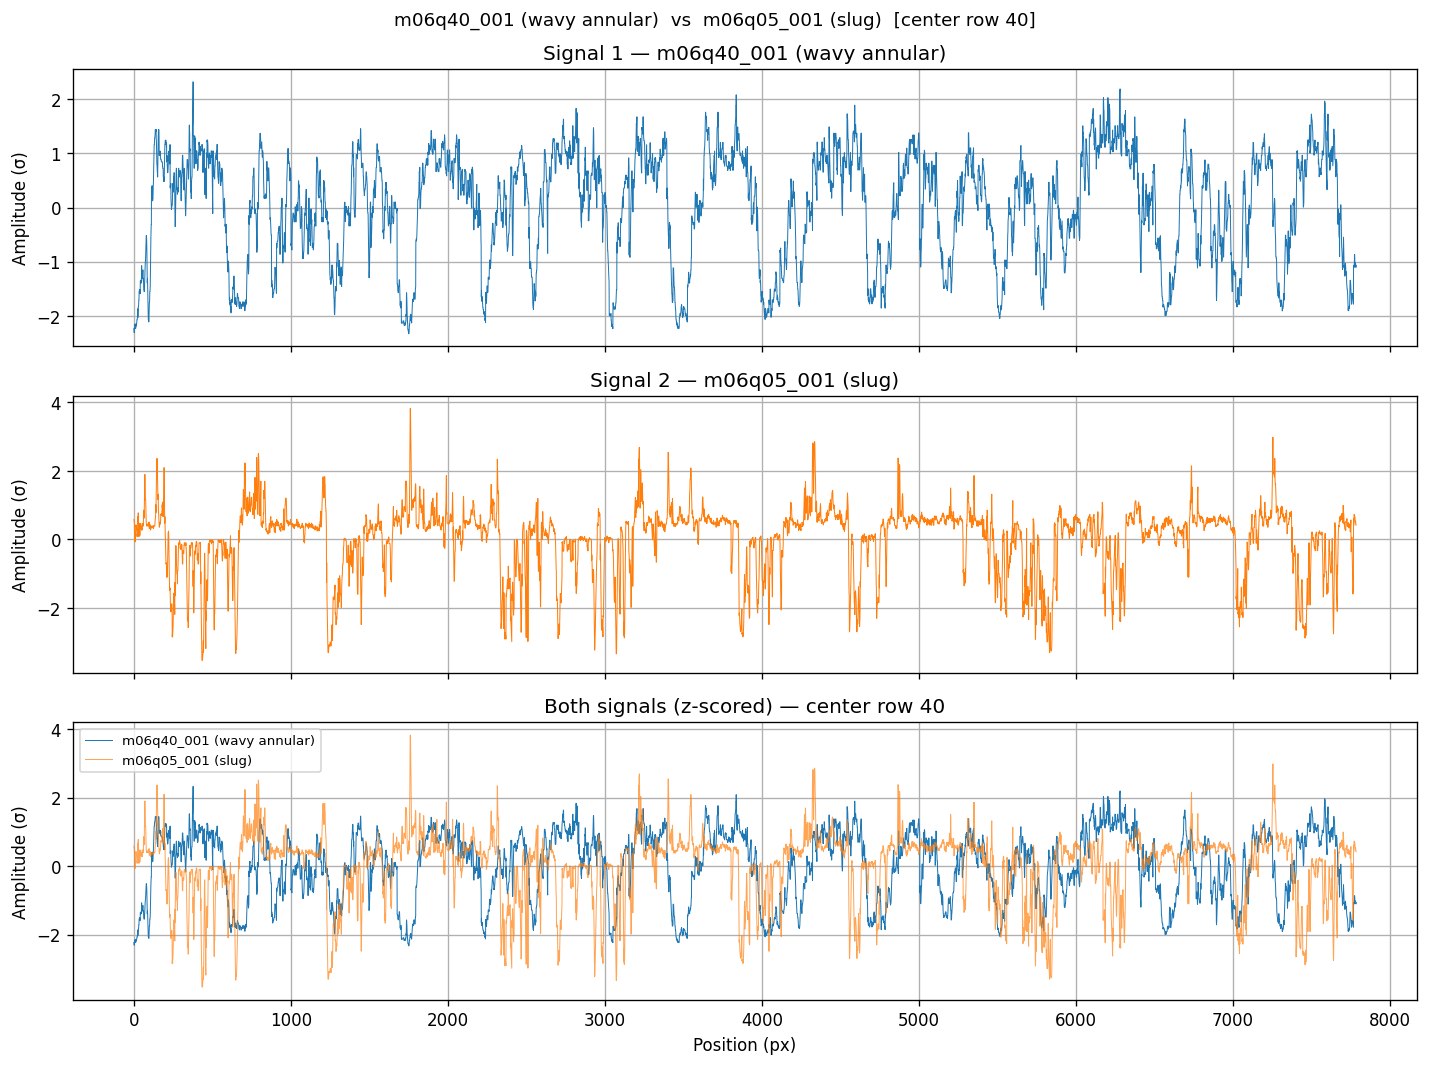 m06q40_001 (wavy annular)  vs  m06q05_001 (slug)  [center row 40]
Signal 1 — m06q40_001 (wavy annular)
Amplitude (σ)
2
1
0
−1
−2
Signal 2 — m06q05_001 (slug)
Amplitude (σ)
4
2
0
−2
Both signals (z-scored) — center row 40
m06q40_001 (wavy annular)
m06q05_001 (slug)
Amplitude (σ)
4
2
0
−2
0 1000 2000 3000 4000 5000 6000 7000 8000
Position (px)